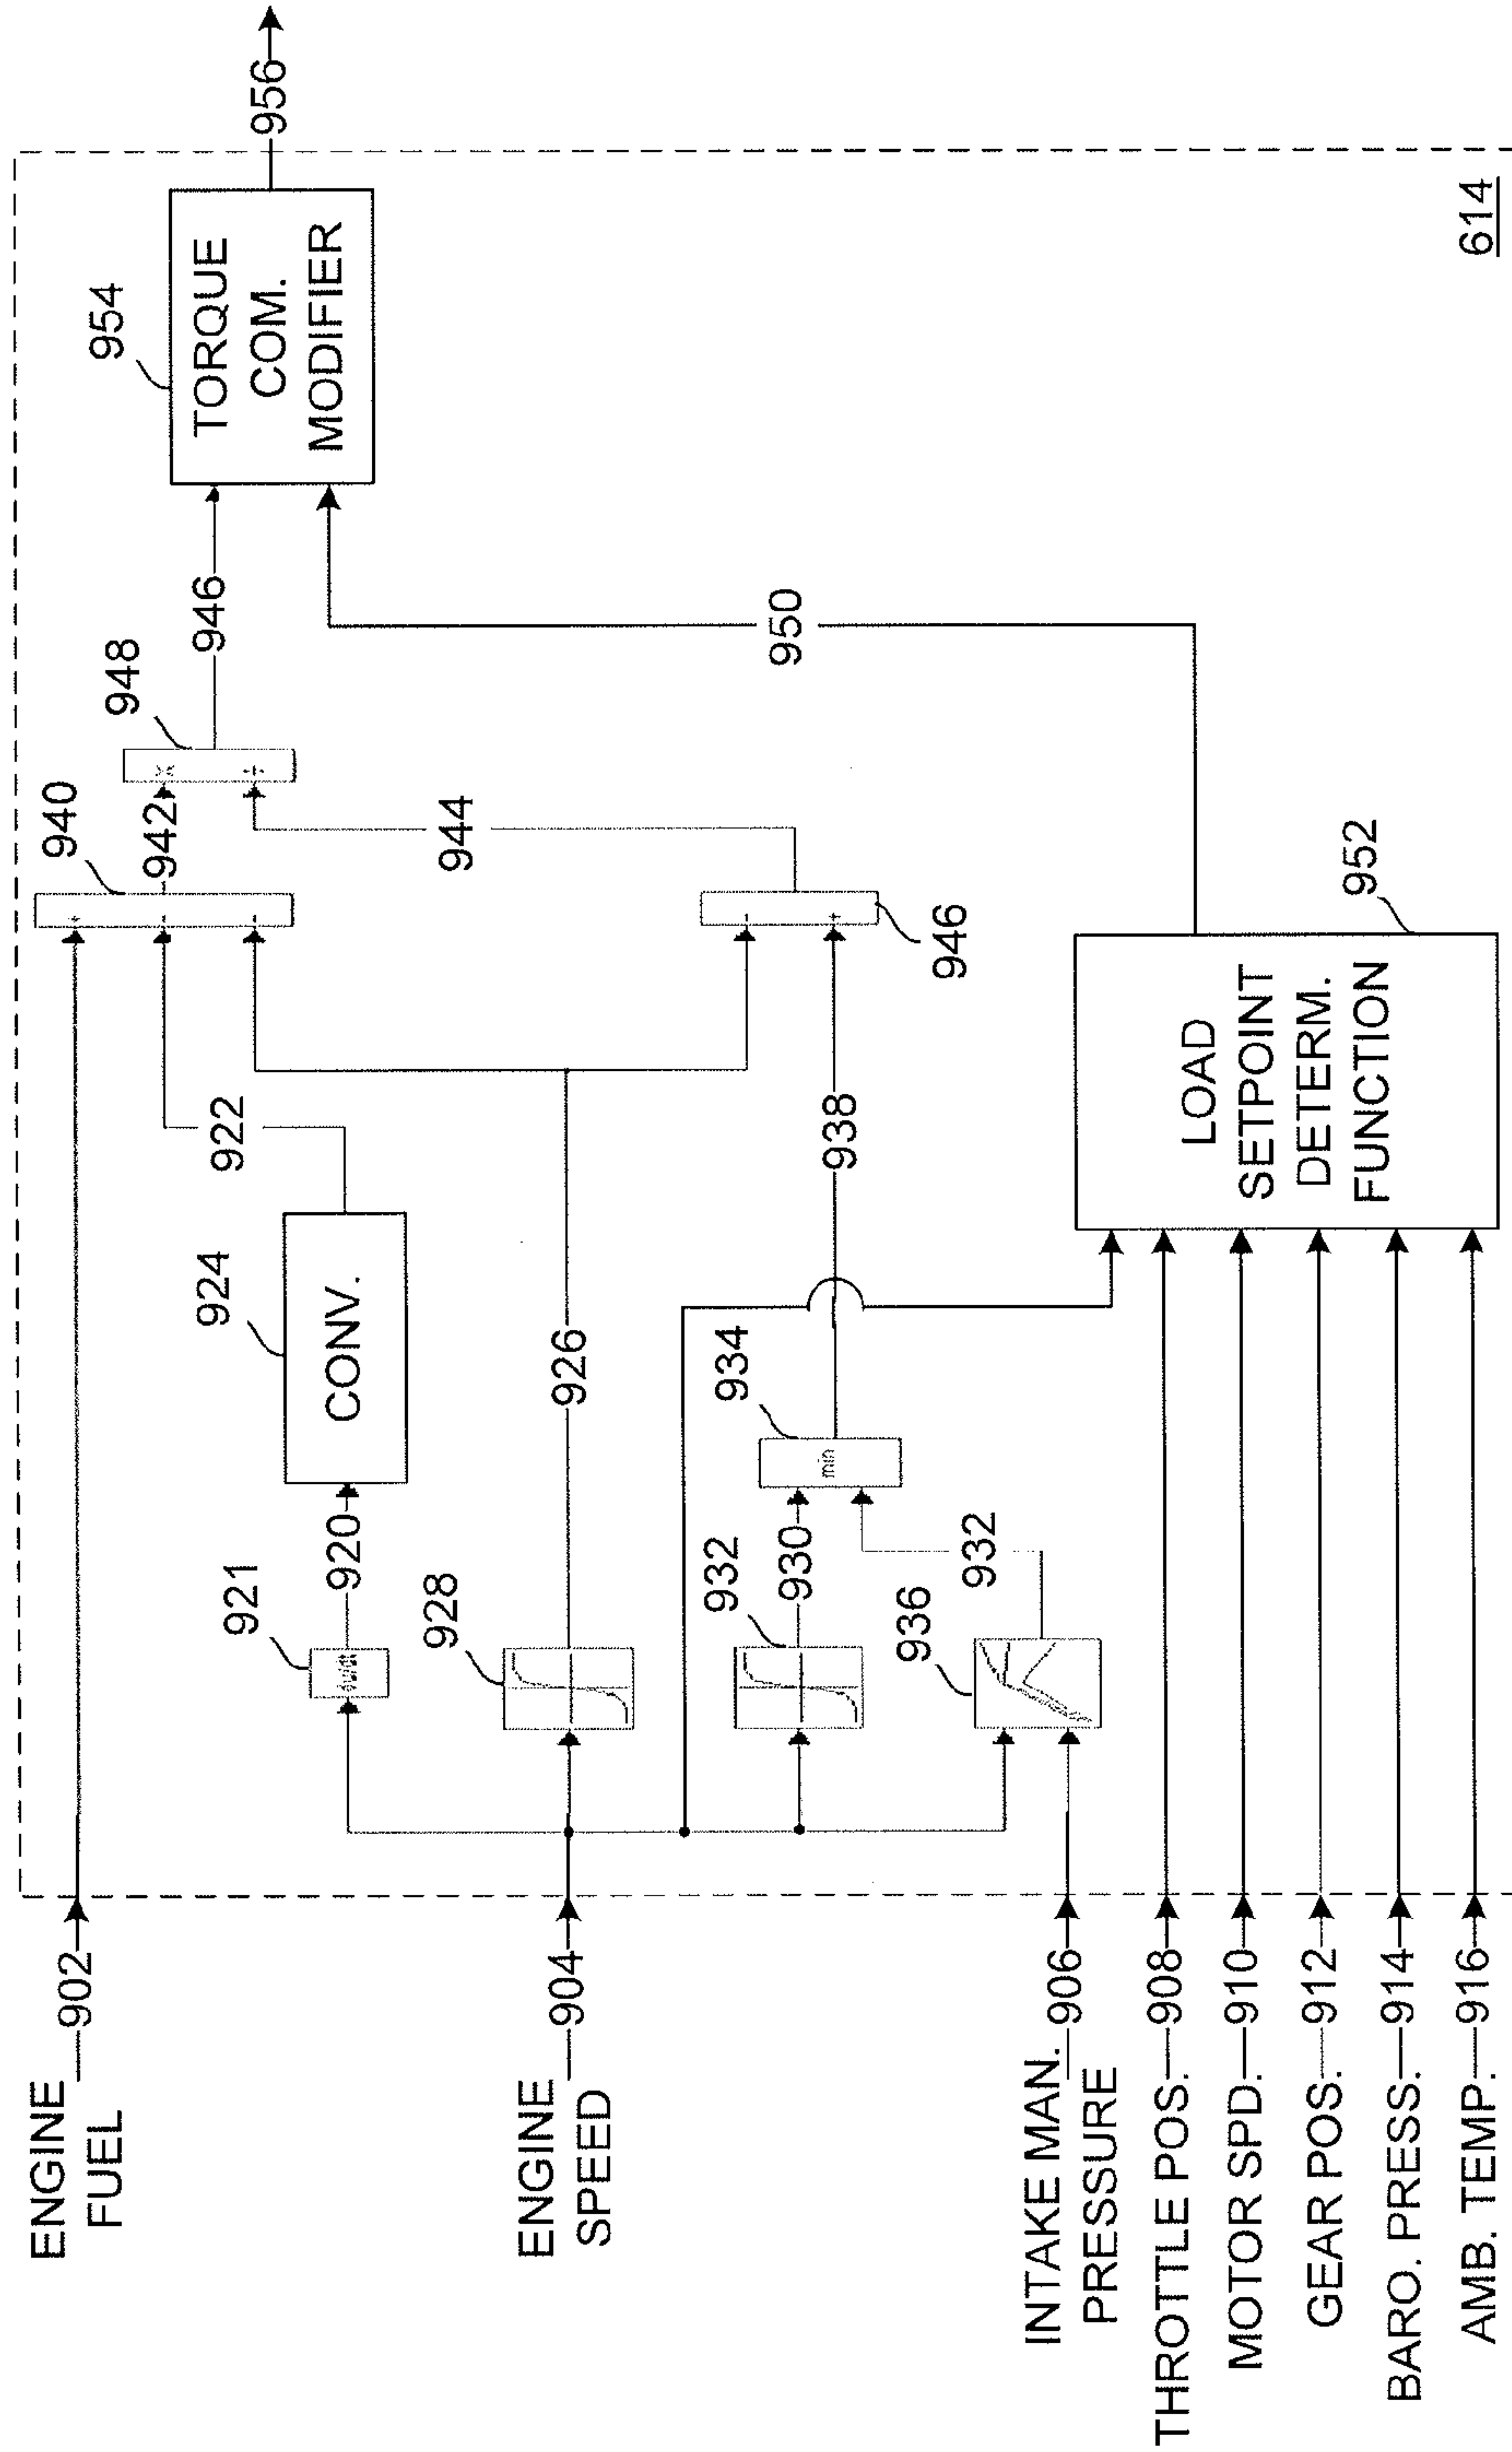 954
TORQUE
COM.
MODIFIER
956
940
948
942
946
944
950
924
CONV.
922
921
920
928
926
932
930
934
min
938
946
936
932
952
LOAD
SETPOINT
DETERM.
FUNCTION
614
ENGINE
FUEL
902
ENGINE
SPEED
904
INTAKE MAN.
PRESSURE
906
THROTTLE POS.
908
MOTOR SPD.
910
GEAR POS.
912
BARO. PRESS.
914
AMB. TEMP.
916